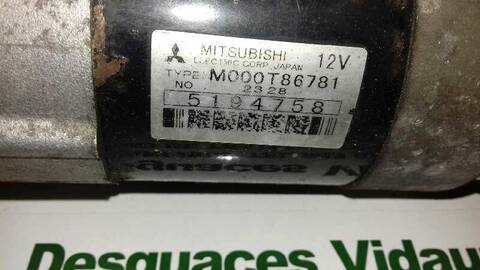 MITSUBISHI 12V
ELECTRIC CORP. JAPAN
TYPE M000T86781
NO 2328
5194758
Desguaces Vidau